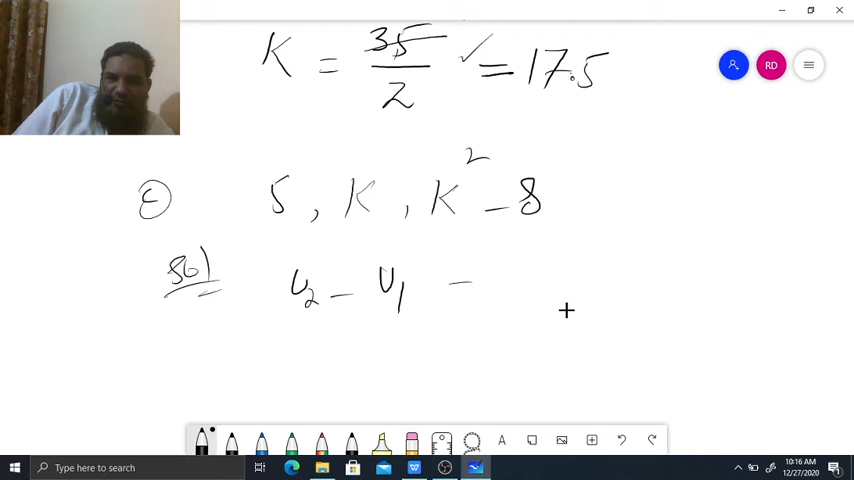 K = 35/2 ✓ = 17.5
RD
c 5 , K , K² - 8
Sol U₂ - U₁ -
A
Type here to search
W
10:16 AM
12/27/2020
1